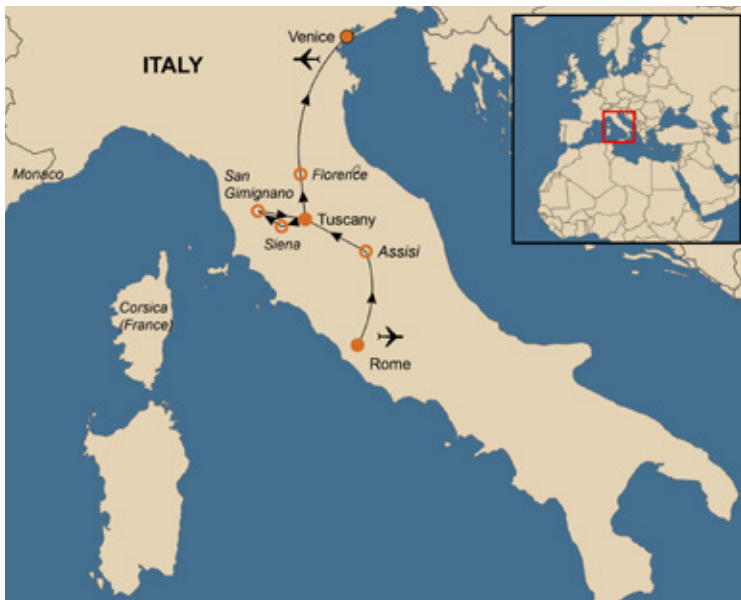 Venice
ITALY
Monaco
San
Gimignano
Florence
Tuscany
Siena
Assisi
Corsica
(France)
Rome